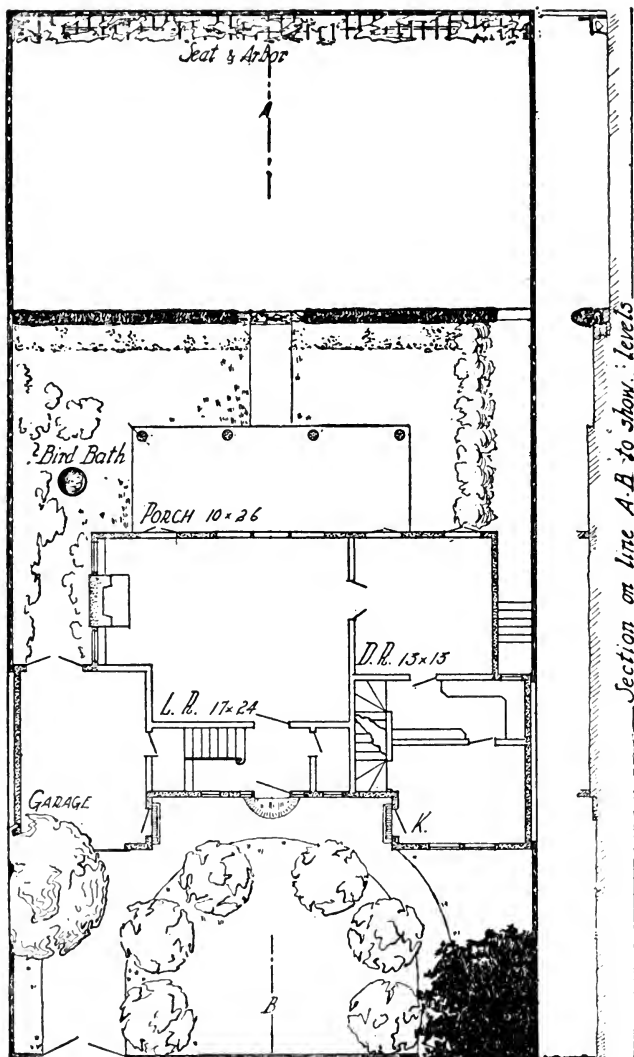 Seat & Arbor
A
Bird Bath
PORCH 10×26
D.R. 13×15
L.R. 17×24
GARAGE
K.
B
Section on line A-B to show levels